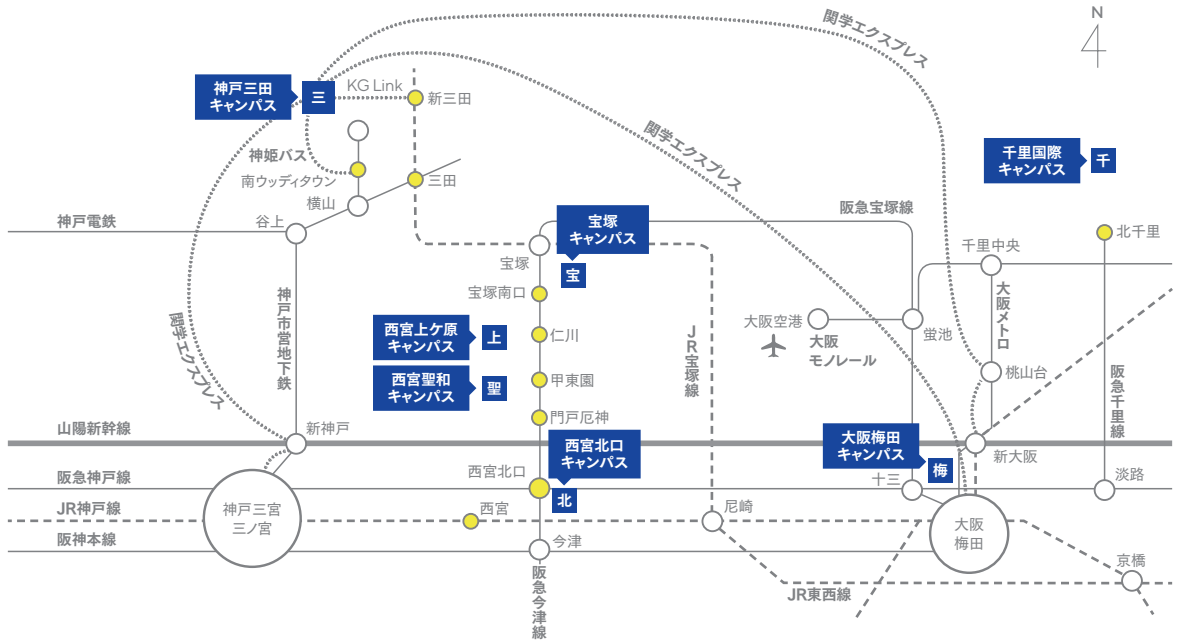 N
関学エクスプレス
神戸三田
キャンパス
三
KG Link
新三田
関学エクスプレス
千里国際
キャンパス
千
神姫バス
南ウッディタウン
三田
横山
谷上
神戸電鉄
宝塚
キャンパス
阪急宝塚線
北千里
千里中央
宝塚
宝
宝塚南口
神戸市営地下鉄
関学エクスプレス
西宮上ケ原
キャンパス
上
仁川
JR宝塚線
大阪空港
大阪
モノレール
蛍池
大阪メトロ
桃山台
阪急千里線
西宮聖和
キャンパス
聖
甲東園
門戸厄神
山陽新幹線
新神戸
西宮北口
キャンパス
北
大阪梅田
キャンパス
梅
新大阪
阪急神戸線
西宮北口
十三
淡路
JR神戸線
神戸三宮
三ノ宮
西宮
尼崎
大阪
梅田
阪神本線
今津
京橋
阪急今津線
JR東西線